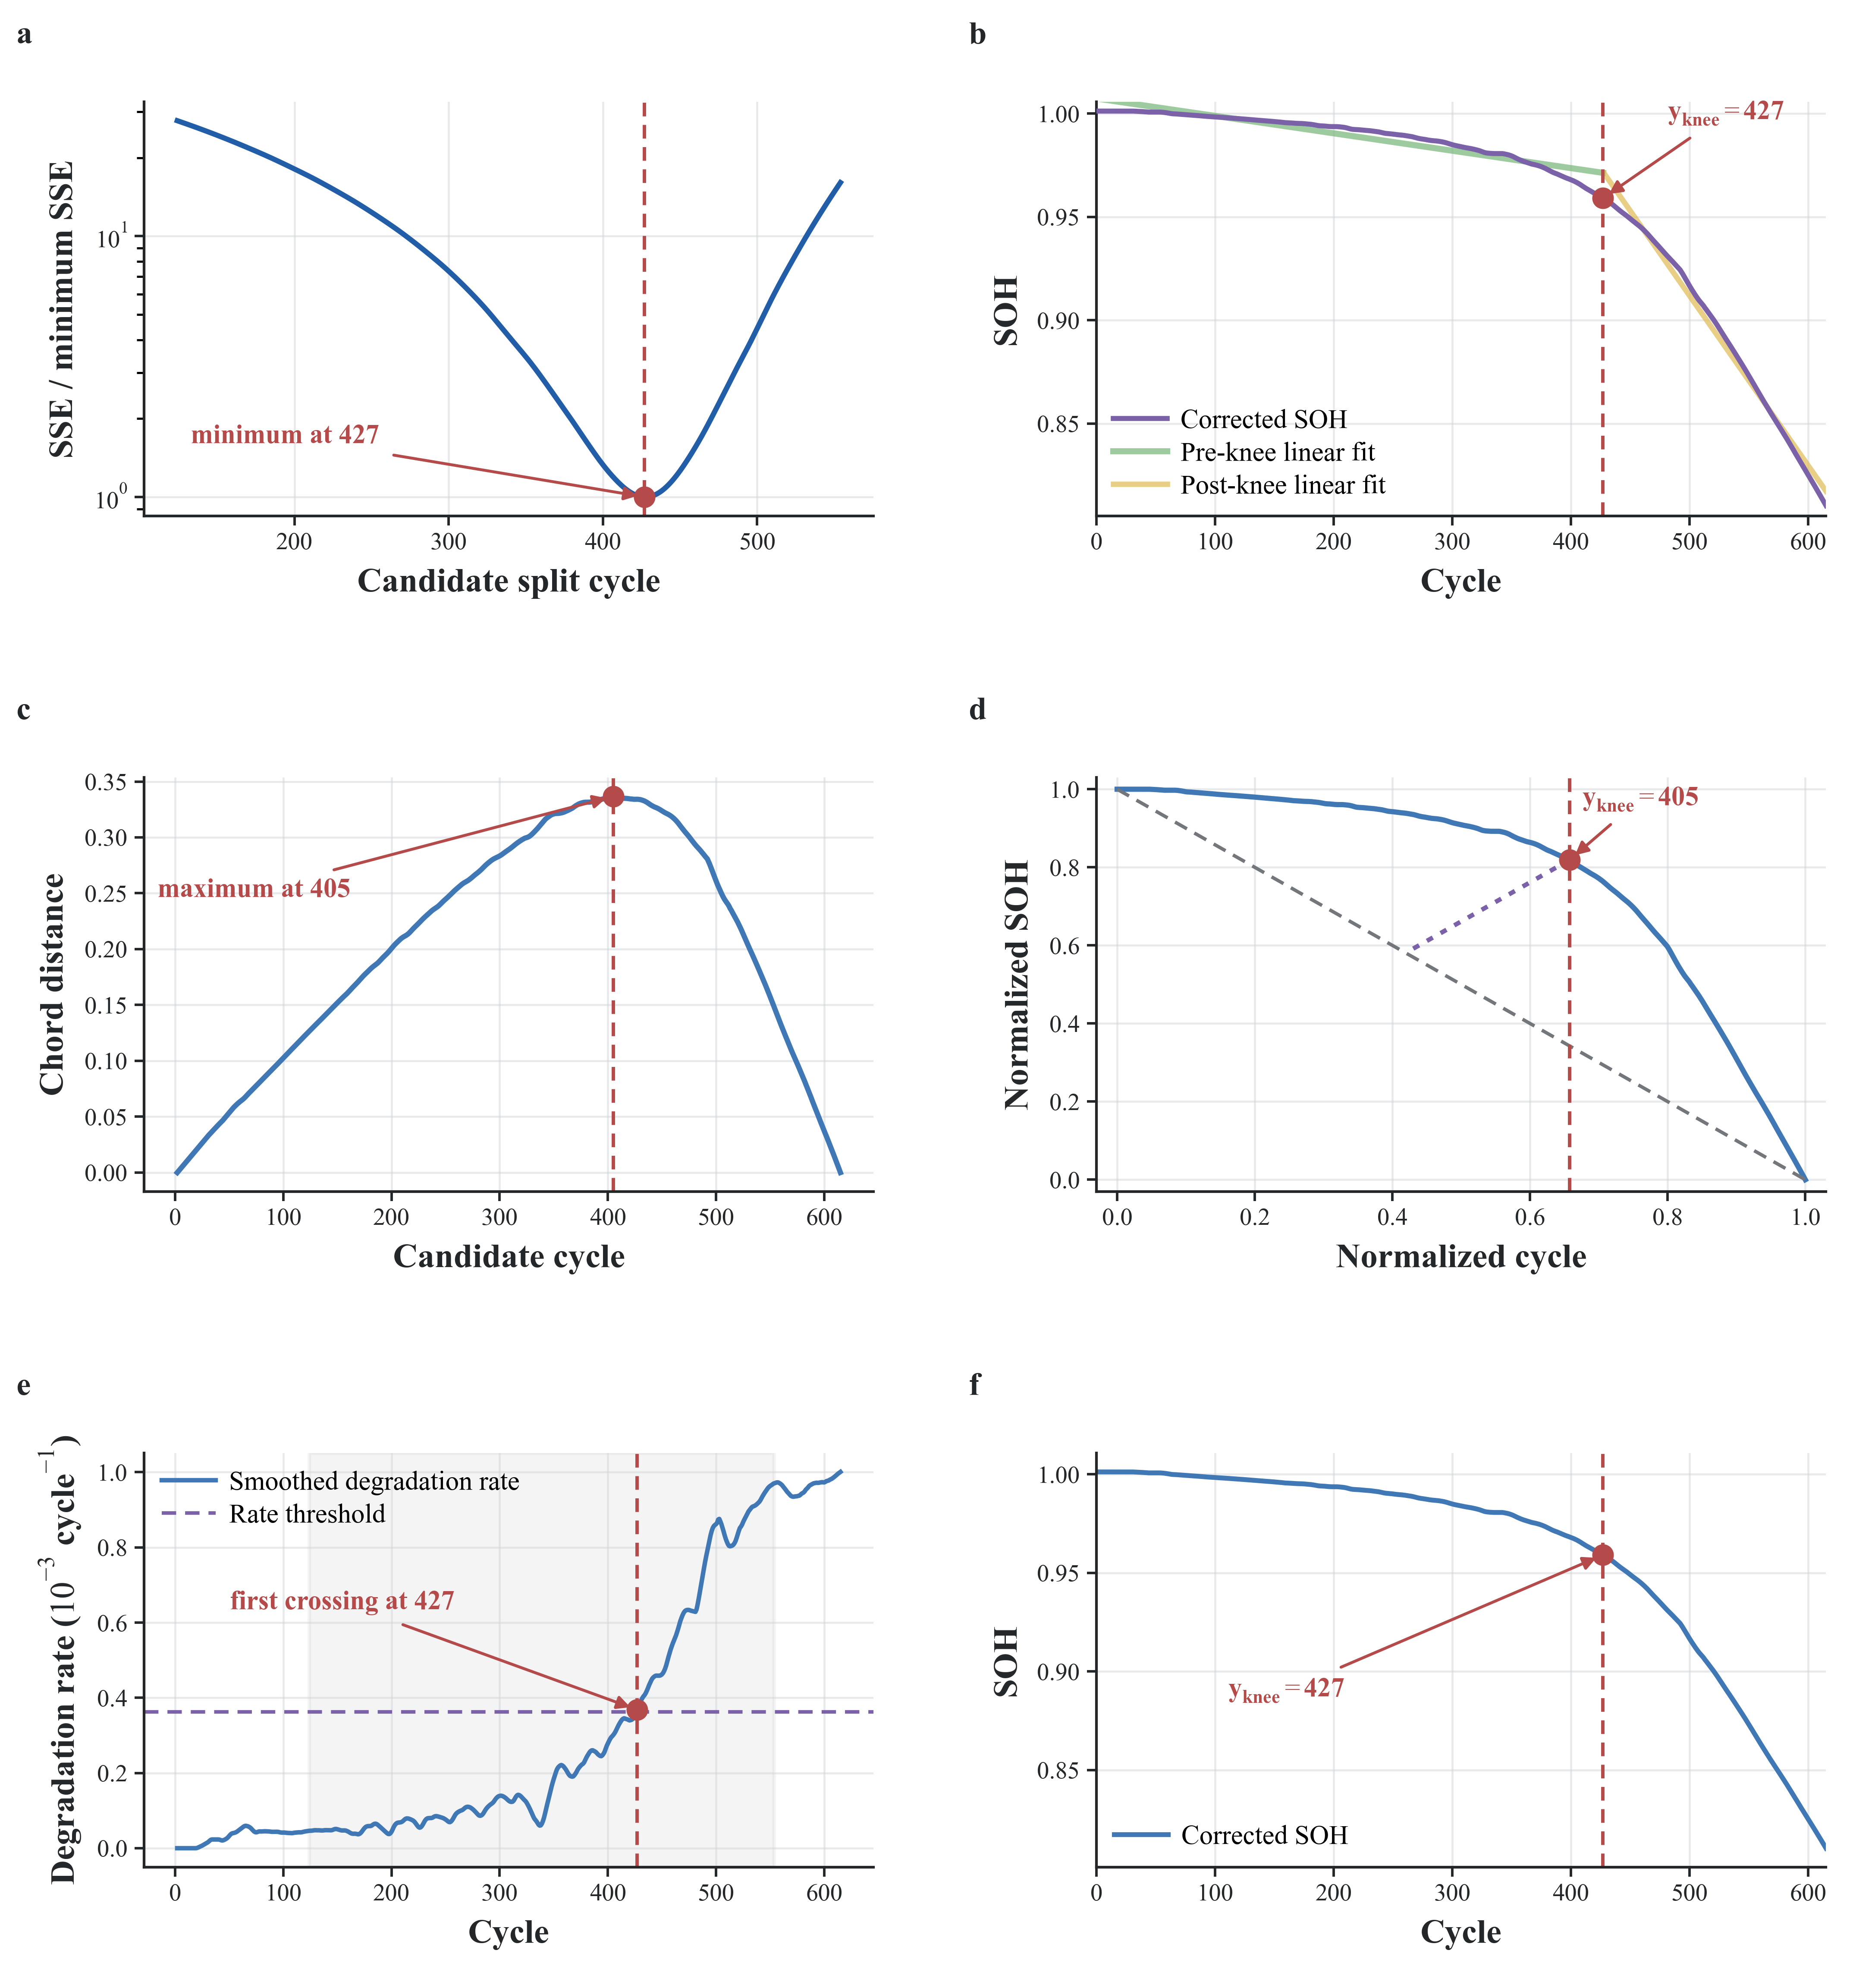 a
SSE / minimum SSE
10¹
10⁰
minimum at 427
200 300 400 500
Candidate split cycle
b
SOH
1.00
0.95
0.90
0.85
y_knee = 427
Corrected SOH
Pre-knee linear fit
Post-knee linear fit
0 100 200 300 400 500 600
Cycle
c
Chord distance
0.35
0.30
0.25
0.20
0.15
0.10
0.05
0.00
maximum at 405
0 100 200 300 400 500 600
Candidate cycle
d
Normalized SOH
1.0
0.8
0.6
0.4
0.2
0.0
y_knee = 405
0.0 0.2 0.4 0.6 0.8 1.0
Normalized cycle
e
Degradation rate (10⁻³ cycle⁻¹)
1.0
0.8
0.6
0.4
0.2
0.0
Smoothed degradation rate
Rate threshold
first crossing at 427
0 100 200 300 400 500 600
Cycle
f
SOH
1.00
0.95
0.90
0.85
y_knee = 427
Corrected SOH
0 100 200 300 400 500 600
Cycle